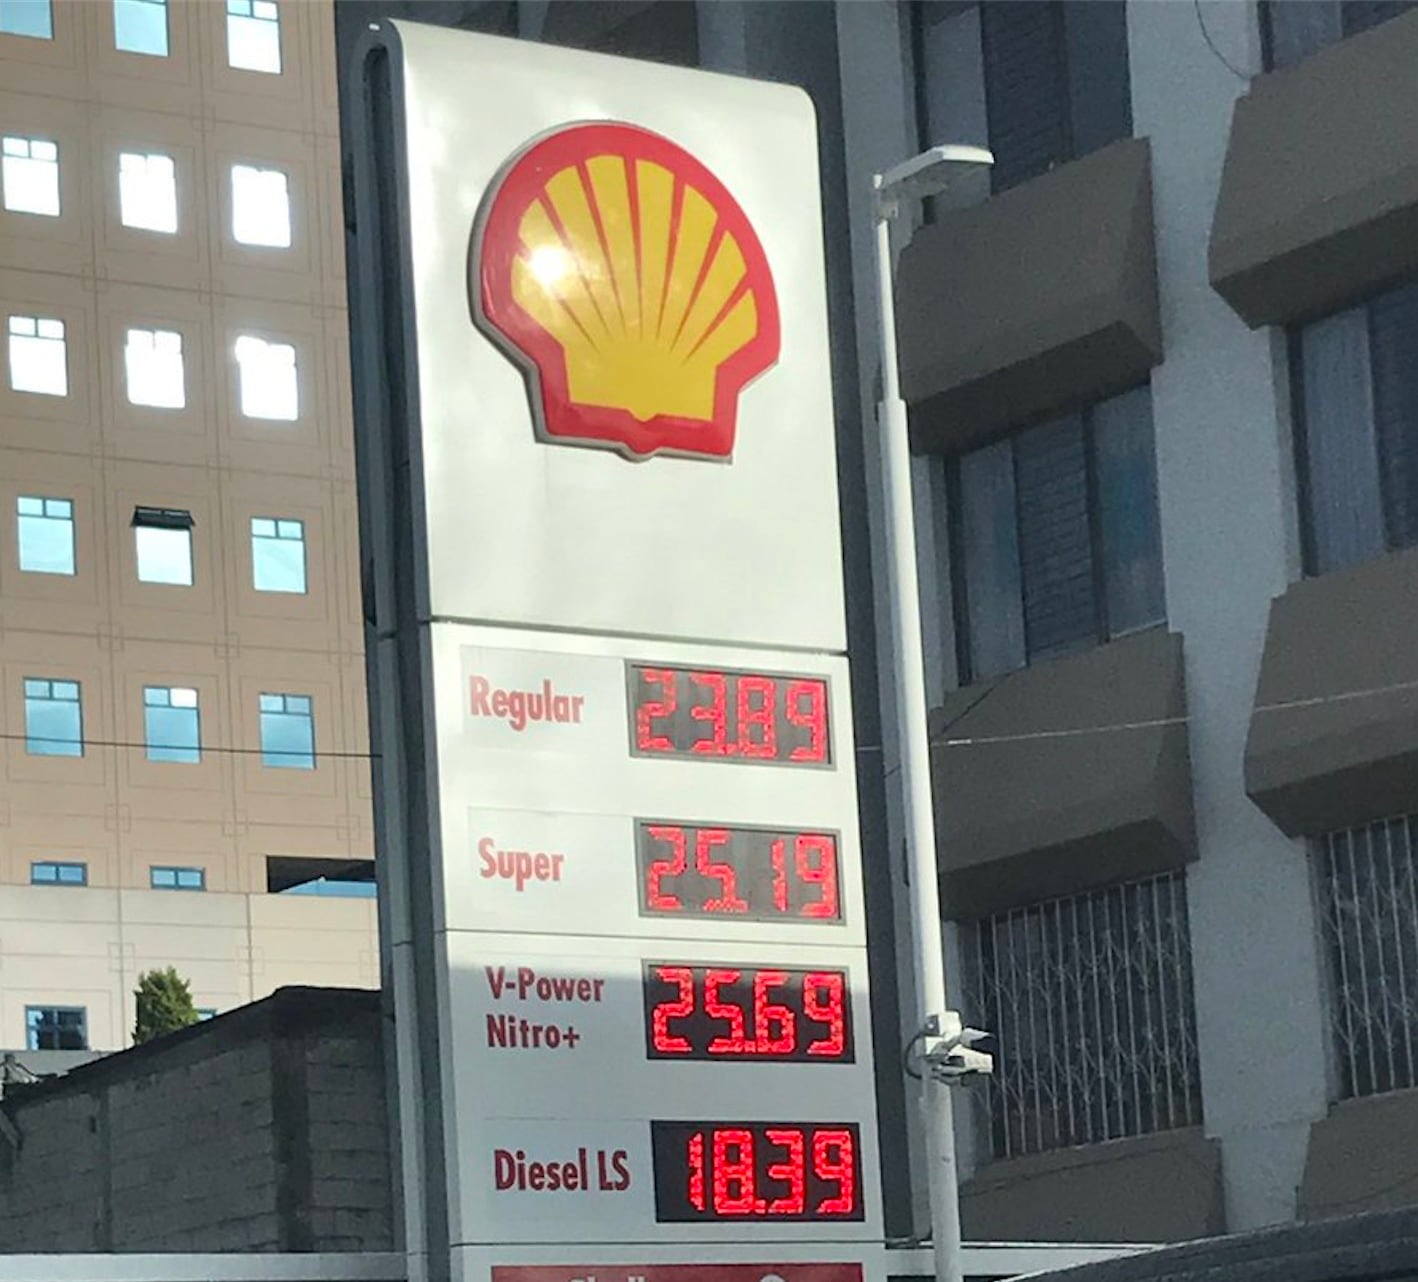 Regular 23.89
Super 25.19
V-Power
Nitro+ 25.69
Diesel LS 18.39